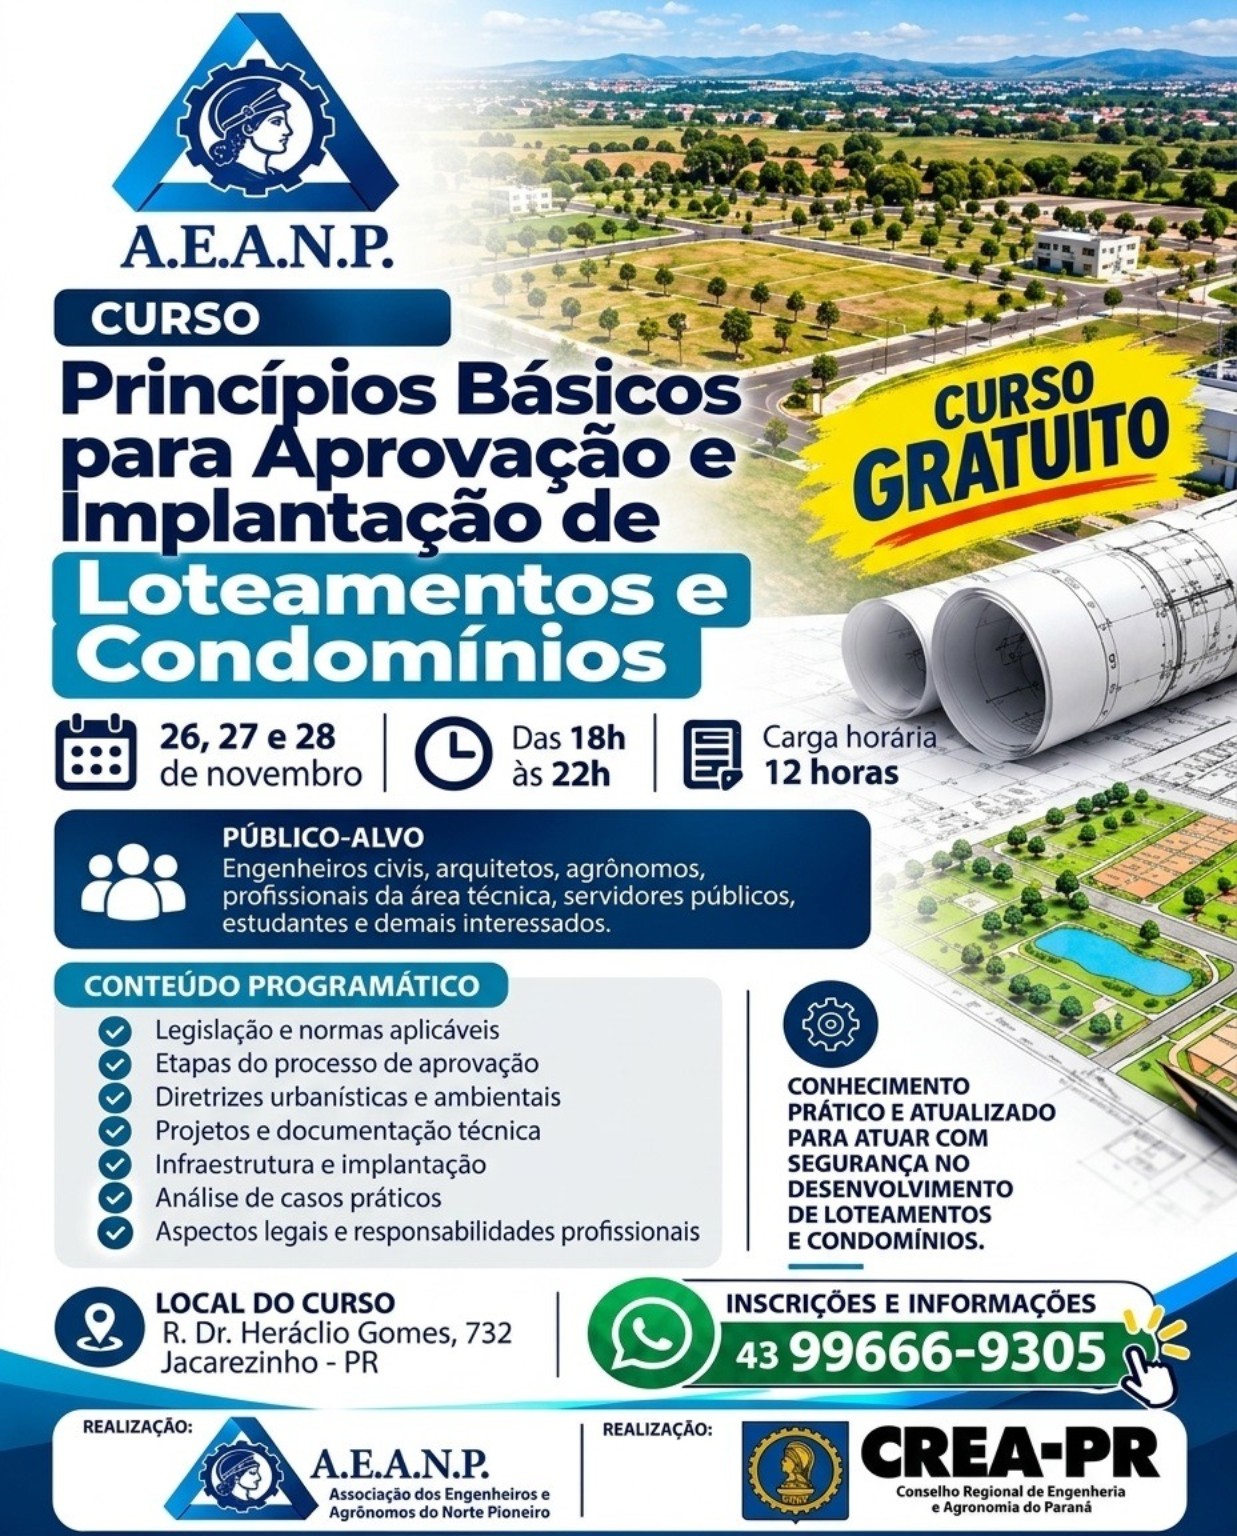 A.E.A.N.P.
CURSO
Princípios Básicos
para Aprovação e
Implantação de
Loteamentos e
Condomínios
CURSO
GRATUITO
26, 27 e 28
de novembro
Das 18h
às 22h
Carga horária
12 horas
PÚBLICO-ALVO
Engenheiros civis, arquitetos, agrônomos,
profissionais da área técnica, servidores públicos,
estudantes e demais interessados.
CONTEÚDO PROGRAMÁTICO
Legislação e normas aplicáveis
Etapas do processo de aprovação
Diretrizes urbanísticas e ambientais
Projetos e documentação técnica
Infraestrutura e implantação
Análise de casos práticos
Aspectos legais e responsabilidades profissionais
CONHECIMENTO
PRÁTICO E ATUALIZADO
PARA ATUAR COM
SEGURANÇA NO
DESENVOLVIMENTO
DE LOTEAMENTOS
E CONDOMÍNIOS.
LOCAL DO CURSO
R. Dr. Heráclio Gomes, 732
Jacarezinho - PR
INSCRIÇÕES E INFORMAÇÕES
43 99666-9305
REALIZAÇÃO:
A.E.A.N.P.
Associação dos Engenheiros e
Agrônomos do Norte Pioneiro
REALIZAÇÃO:
CREA-PR
Conselho Regional de Engenheria
e Agronomia do Paraná